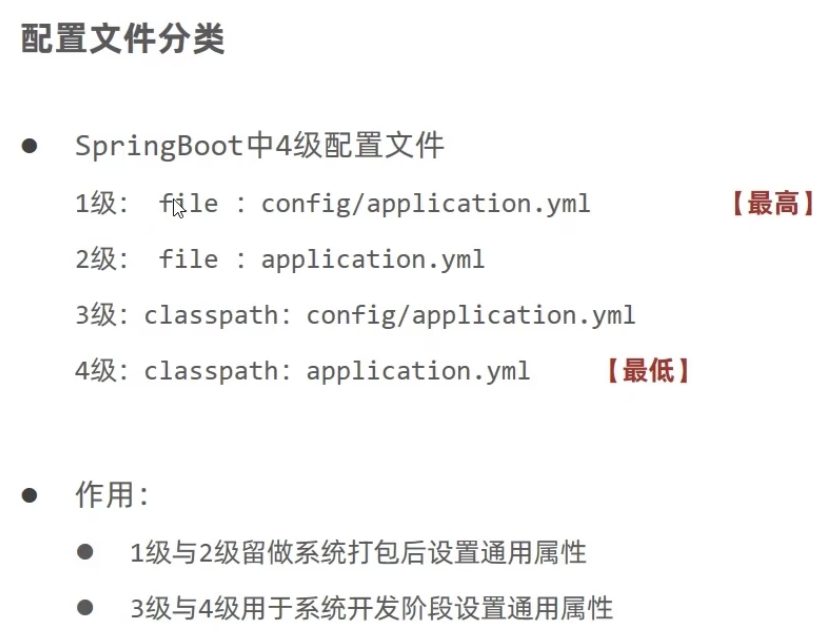 配置文件分类
SpringBoot中4级配置文件
1级： file ：config/application.yml 【最高】
2级： file ：application.yml
3级：classpath：config/application.yml
4级：classpath：application.yml 【最低】
作用：
1级与2级留做系统打包后设置通用属性
3级与4级用于系统开发阶段设置通用属性